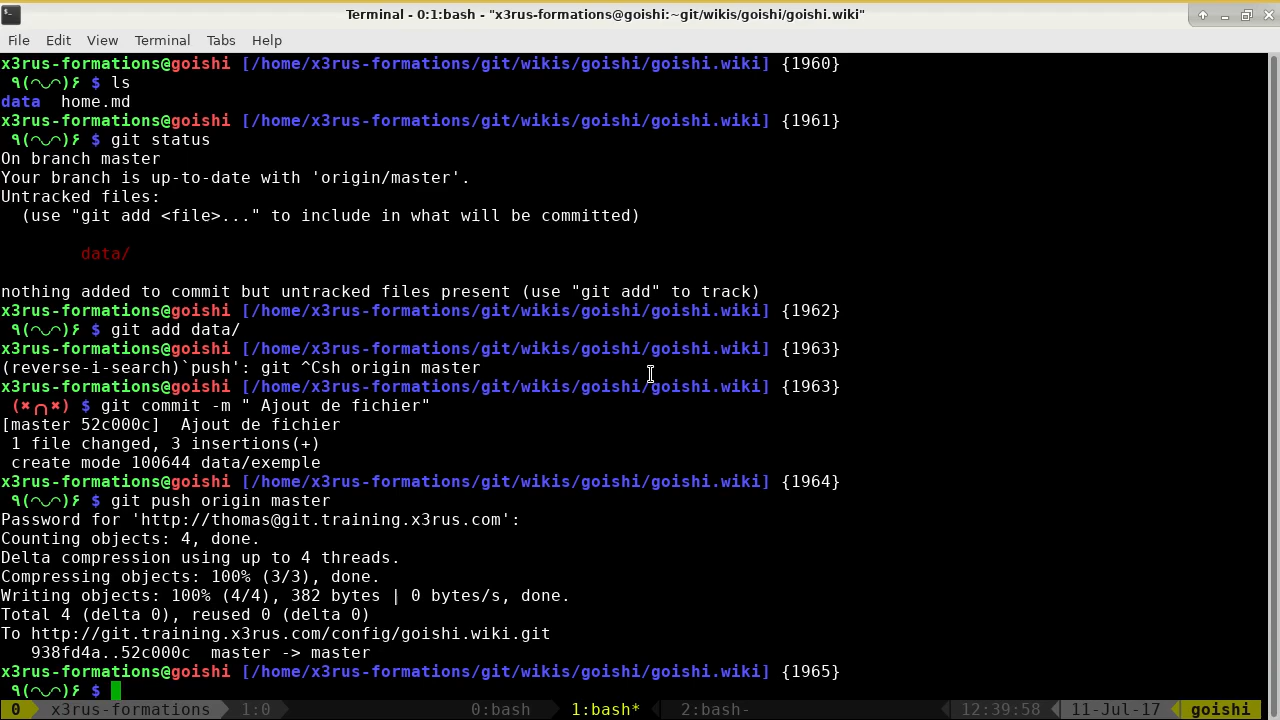 Terminal - 0:1:bash - "x3rus-formations@goishi:~git/wikis/goishi/goishi.wiki"
File Edit View Terminal Tabs Help
x3rus-formations@goishi [/home/x3rus-formations/git/wikis/goishi/goishi.wiki] {1960}
٩(◠◡◠)۶ $ ls
data  home.md
x3rus-formations@goishi [/home/x3rus-formations/git/wikis/goishi/goishi.wiki] {1961}
٩(◠◡◠)۶ $ git status
On branch master
Your branch is up-to-date with 'origin/master'.
Untracked files:
  (use "git add <file>..." to include in what will be committed)
        data/
nothing added to commit but untracked files present (use "git add" to track)
x3rus-formations@goishi [/home/x3rus-formations/git/wikis/goishi/goishi.wiki] {1962}
٩(◠◡◠)۶ $ git add data/
x3rus-formations@goishi [/home/x3rus-formations/git/wikis/goishi/goishi.wiki] {1963}
(reverse-i-search)`push': git ^Csh origin master
x3rus-formations@goishi [/home/x3rus-formations/git/wikis/goishi/goishi.wiki] {1963}
(✖╭╮✖) $ git commit -m " Ajout de fichier"
[master 52c000c]  Ajout de fichier
 1 file changed, 3 insertions(+)
 create mode 100644 data/exemple
x3rus-formations@goishi [/home/x3rus-formations/git/wikis/goishi/goishi.wiki] {1964}
٩(◠◡◠)۶ $ git push origin master
Password for 'http://thomas@git.training.x3rus.com':
Counting objects: 4, done.
Delta compression using up to 4 threads.
Compressing objects: 100% (3/3), done.
Writing objects: 100% (4/4), 382 bytes | 0 bytes/s, done.
Total 4 (delta 0), reused 0 (delta 0)
To http://git.training.x3rus.com/config/goishi.wiki.git
   938fd4a..52c000c  master -> master
x3rus-formations@goishi [/home/x3rus-formations/git/wikis/goishi/goishi.wiki] {1965}
٩(◠◡◠)۶ $
0 x3rus-formations 1:0 0:bash 1:bash* 2:bash- 12:39:58 11-Jul-17 goishi